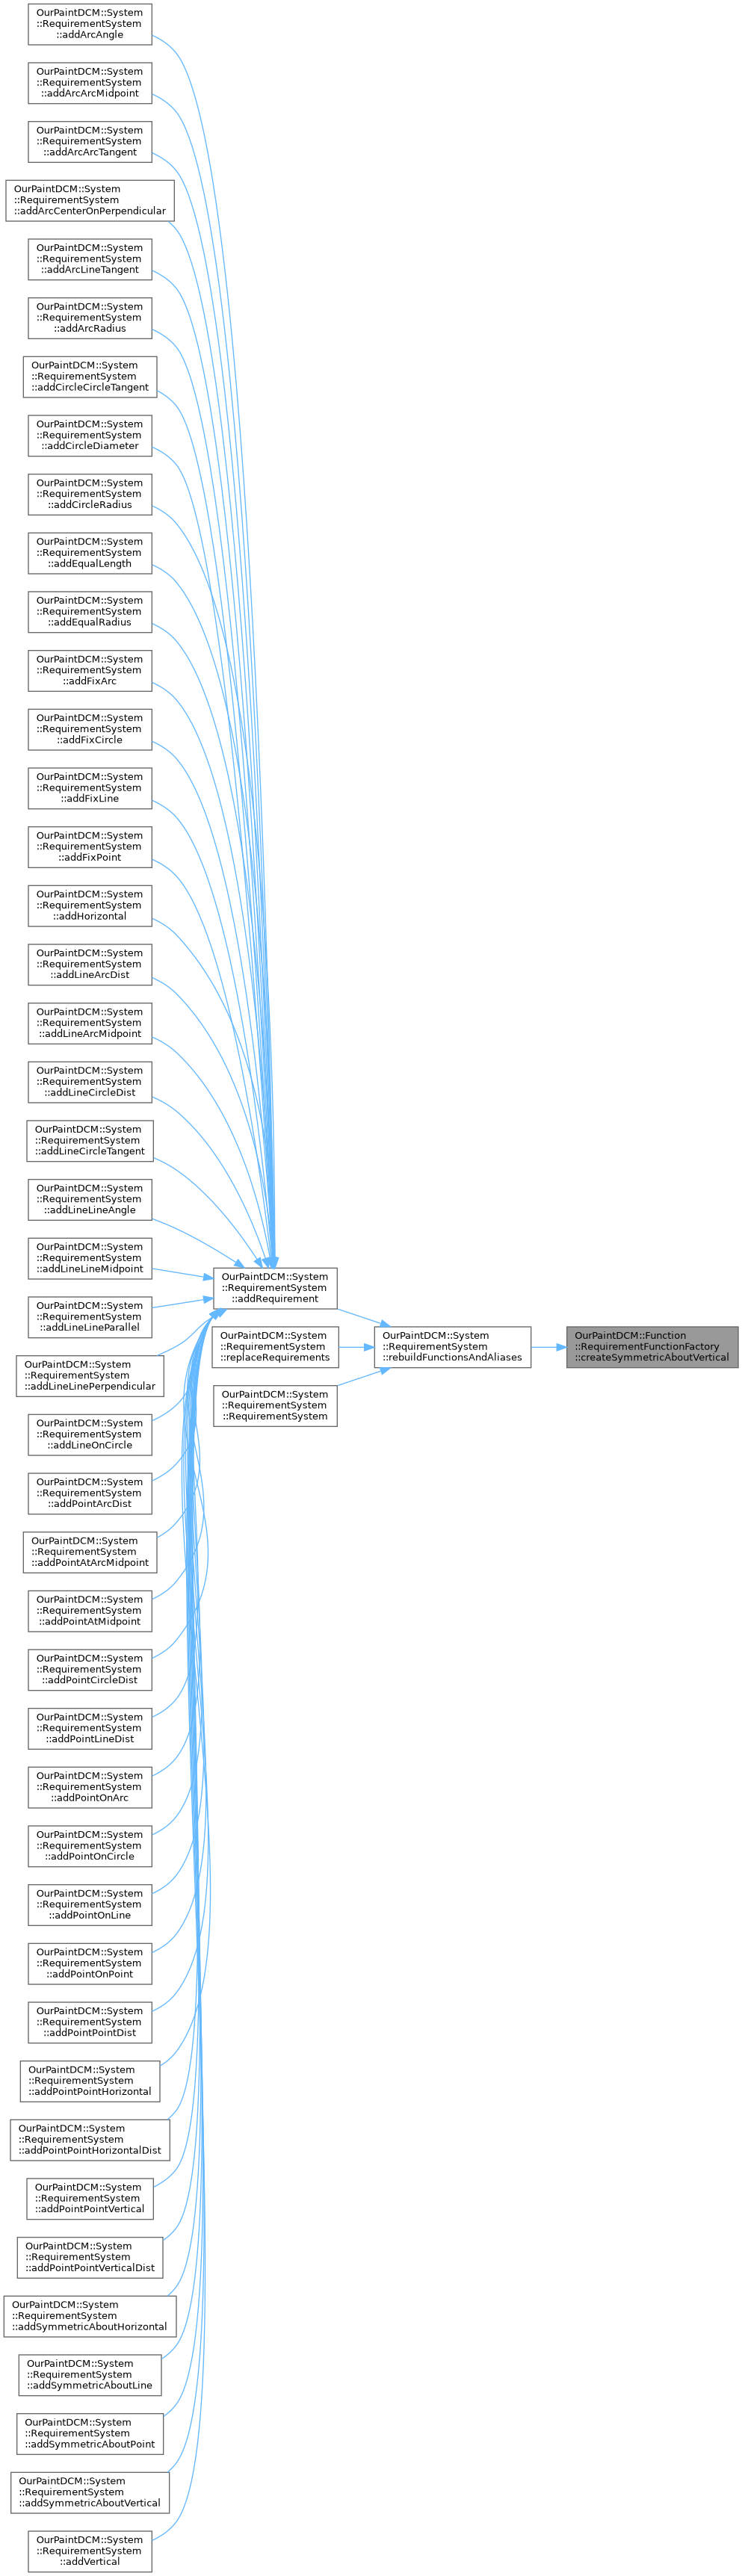 OurPaintDCM::System
::RequirementSystem
::addArcAngle
OurPaintDCM::System
::RequirementSystem
::addArcArcMidpoint
OurPaintDCM::System
::RequirementSystem
::addArcArcTangent
OurPaintDCM::System
::RequirementSystem
::addArcCenterOnPerpendicular
OurPaintDCM::System
::RequirementSystem
::addArcLineTangent
OurPaintDCM::System
::RequirementSystem
::addArcRadius
OurPaintDCM::System
::RequirementSystem
::addCircleCircleTangent
OurPaintDCM::System
::RequirementSystem
::addCircleDiameter
OurPaintDCM::System
::RequirementSystem
::addCircleRadius
OurPaintDCM::System
::RequirementSystem
::addEqualLength
OurPaintDCM::System
::RequirementSystem
::addEqualRadius
OurPaintDCM::System
::RequirementSystem
::addFixArc
OurPaintDCM::System
::RequirementSystem
::addFixCircle
OurPaintDCM::System
::RequirementSystem
::addFixLine
OurPaintDCM::System
::RequirementSystem
::addFixPoint
OurPaintDCM::System
::RequirementSystem
::addHorizontal
OurPaintDCM::System
::RequirementSystem
::addLineArcDist
OurPaintDCM::System
::RequirementSystem
::addLineArcMidpoint
OurPaintDCM::System
::RequirementSystem
::addLineCircleDist
OurPaintDCM::System
::RequirementSystem
::addLineCircleTangent
OurPaintDCM::System
::RequirementSystem
::addLineLineAngle
OurPaintDCM::System
::RequirementSystem
::addLineLineMidpoint
OurPaintDCM::System
::RequirementSystem
::addLineLineParallel
OurPaintDCM::System
::RequirementSystem
::addLineLinePerpendicular
OurPaintDCM::System
::RequirementSystem
::addLineOnCircle
OurPaintDCM::System
::RequirementSystem
::addPointArcDist
OurPaintDCM::System
::RequirementSystem
::addPointAtArcMidpoint
OurPaintDCM::System
::RequirementSystem
::addPointAtMidpoint
OurPaintDCM::System
::RequirementSystem
::addPointCircleDist
OurPaintDCM::System
::RequirementSystem
::addPointLineDist
OurPaintDCM::System
::RequirementSystem
::addPointOnArc
OurPaintDCM::System
::RequirementSystem
::addPointOnCircle
OurPaintDCM::System
::RequirementSystem
::addPointOnLine
OurPaintDCM::System
::RequirementSystem
::addPointOnPoint
OurPaintDCM::System
::RequirementSystem
::addPointPointDist
OurPaintDCM::System
::RequirementSystem
::addPointPointHorizontal
OurPaintDCM::System
::RequirementSystem
::addPointPointHorizontalDist
OurPaintDCM::System
::RequirementSystem
::addPointPointVertical
OurPaintDCM::System
::RequirementSystem
::addPointPointVerticalDist
OurPaintDCM::System
::RequirementSystem
::addSymmetricAboutHorizontal
OurPaintDCM::System
::RequirementSystem
::addSymmetricAboutLine
OurPaintDCM::System
::RequirementSystem
::addSymmetricAboutPoint
OurPaintDCM::System
::RequirementSystem
::addSymmetricAboutVertical
OurPaintDCM::System
::RequirementSystem
::addVertical
OurPaintDCM::System
::RequirementSystem
::addRequirement
OurPaintDCM::System
::RequirementSystem
::replaceRequirements
OurPaintDCM::System
::RequirementSystem
::RequirementSystem
OurPaintDCM::System
::RequirementSystem
::rebuildFunctionsAndAliases
OurPaintDCM::Function
::RequirementFunctionFactory
::createSymmetricAboutVertical